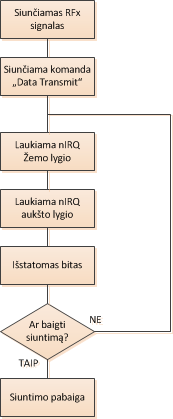 Siunčiamas RFx
signalas
Siunčiama komanda
„Data Transmit“
Laukiama nIRQ
Žemo lygio
Laukiama nIRQ
aukšto lygio
Išstatomas bitas
Ar baigti
siuntimą?
NE
TAIP
Siuntimo pabaiga